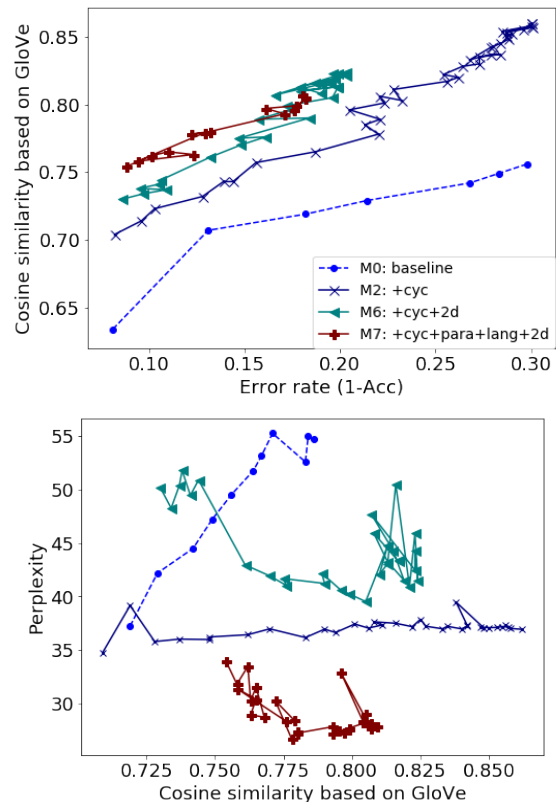 0.85
0.80
0.75
0.70
0.65
Cosine similarity based on GloVe
M0: baseline
M2: +cyc
M6: +cyc+2d
M7: +cyc+para+lang+2d
0.10 0.15 0.20 0.25 0.30
Error rate (1-Acc)
55
50
45
40
35
30
Perplexity
0.725 0.750 0.775 0.800 0.825 0.850
Cosine similarity based on GloVe